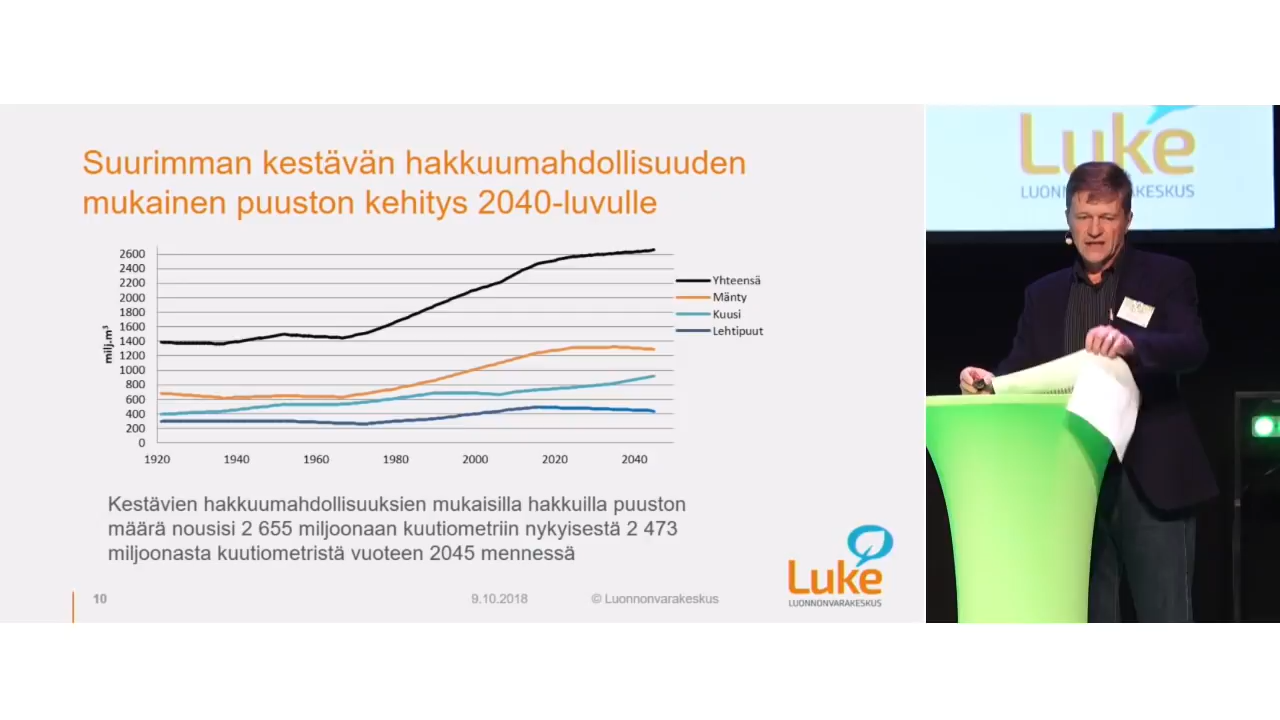 Suurimman kestävän hakkuumahdollisuuden
mukainen puuston kehitys 2040-luvulle
milj.m³
2600
2400
2200
2000
1800
1600
1400
1200
1000
800
600
400
200
0
1920 1940 1960 1980 2000 2020 2040
Yhteensä
Mänty
Kuusi
Lehtipuut
Kestävien hakkuumahdollisuuksien mukaisilla hakkuilla puuston
määrä nousisi 2 655 miljoonaan kuutiometriin nykyisestä 2 473
miljoonasta kuutiometristä vuoteen 2045 mennessä
10 9.10.2018 © Luonnonvarakeskus
Luke
LUONNONVARAKESKUS
Luke